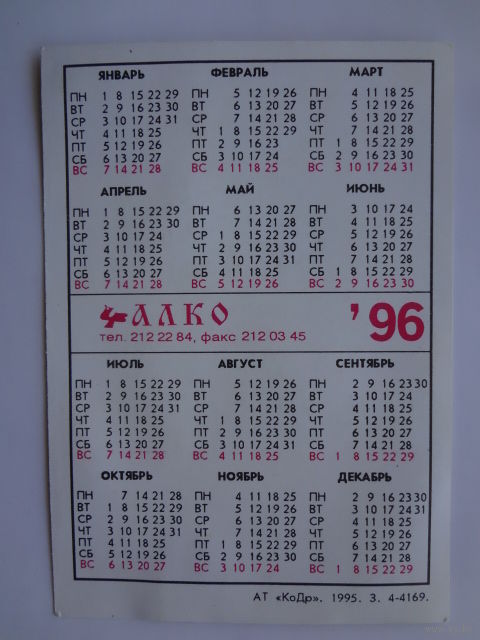 ЯНВАРЬ ФЕВРАЛЬ МАРТ
ПН 1 8 15 22 29 ПН 5 12 19 26 ПН 4 11 18 25
ВТ 2 9 16 23 30 ВТ 6 13 20 27 ВТ 5 12 19 26
СР 3 10 17 24 31 СР 7 14 21 28 СР 6 13 20 27
ЧТ 4 11 18 25 ЧТ 1 8 15 22 29 ЧТ 7 14 21 28
ПТ 5 12 19 26 ПТ 2 9 16 23 ПТ 1 8 15 22 29
СБ 6 13 20 27 СБ 3 10 17 24 СБ 2 9 16 23 30
ВС 7 14 21 28 ВС 4 11 18 25 ВС 3 10 17 24 31
АПРЕЛЬ МАЙ ИЮНЬ
ПН 1 8 15 22 29 ПН 6 13 20 27 ПН 3 10 17 24
ВТ 2 9 16 23 30 ВТ 7 14 21 28 ВТ 4 11 18 25
СР 3 10 17 24 СР 1 8 15 22 29 СР 5 12 19 26
ЧТ 4 11 18 25 ЧТ 2 9 16 23 30 ЧТ 6 13 20 27
ПТ 5 12 19 26 ПТ 3 10 17 24 31 ПТ 7 14 21 28
СБ 6 13 20 27 СБ 4 11 18 25 СБ 1 8 15 22 29
ВС 7 14 21 28 ВС 5 12 19 26 ВС 2 9 16 23 30
АЛКО '96
тел. 212 22 84, факс 212 03 45
ИЮЛЬ АВГУСТ СЕНТЯБРЬ
ПН 1 8 15 22 29 ПН 5 12 19 26 ПН 2 9 16 23 30
ВТ 2 9 16 23 30 ВТ 6 13 20 27 ВТ 3 10 17 24
СР 3 10 17 24 31 СР 7 14 21 28 СР 4 11 18 25
ЧТ 4 11 18 25 ЧТ 1 8 15 22 29 ЧТ 5 12 19 26
ПТ 5 12 19 26 ПТ 2 9 16 23 30 ПТ 6 13 20 27
СБ 6 13 20 27 СБ 3 10 17 24 31 СБ 7 14 21 28
ВС 7 14 21 28 ВС 4 11 18 25 ВС 1 8 15 22 29
ОКТЯБРЬ НОЯБРЬ ДЕКАБРЬ
ПН 7 14 21 28 ПН 4 11 18 25 ПН 2 9 16 23 30
ВТ 1 8 15 22 29 ВТ 5 12 19 26 ВТ 3 10 17 24 31
СР 2 9 16 23 30 СР 6 13 20 27 СР 4 11 18 25
ЧТ 3 10 17 24 31 ЧТ 7 14 21 28 ЧТ 5 12 19 26
ПТ 4 11 18 25 ПТ 1 8 15 22 29 ПТ 6 13 20 27
СБ 5 12 19 26 СБ 2 9 16 23 30 СБ 7 14 21 28
ВС 6 13 20 27 ВС 3 10 17 24 ВС 1 8 15 22 29
АТ «КоДр». 1995. З. 4-4169.